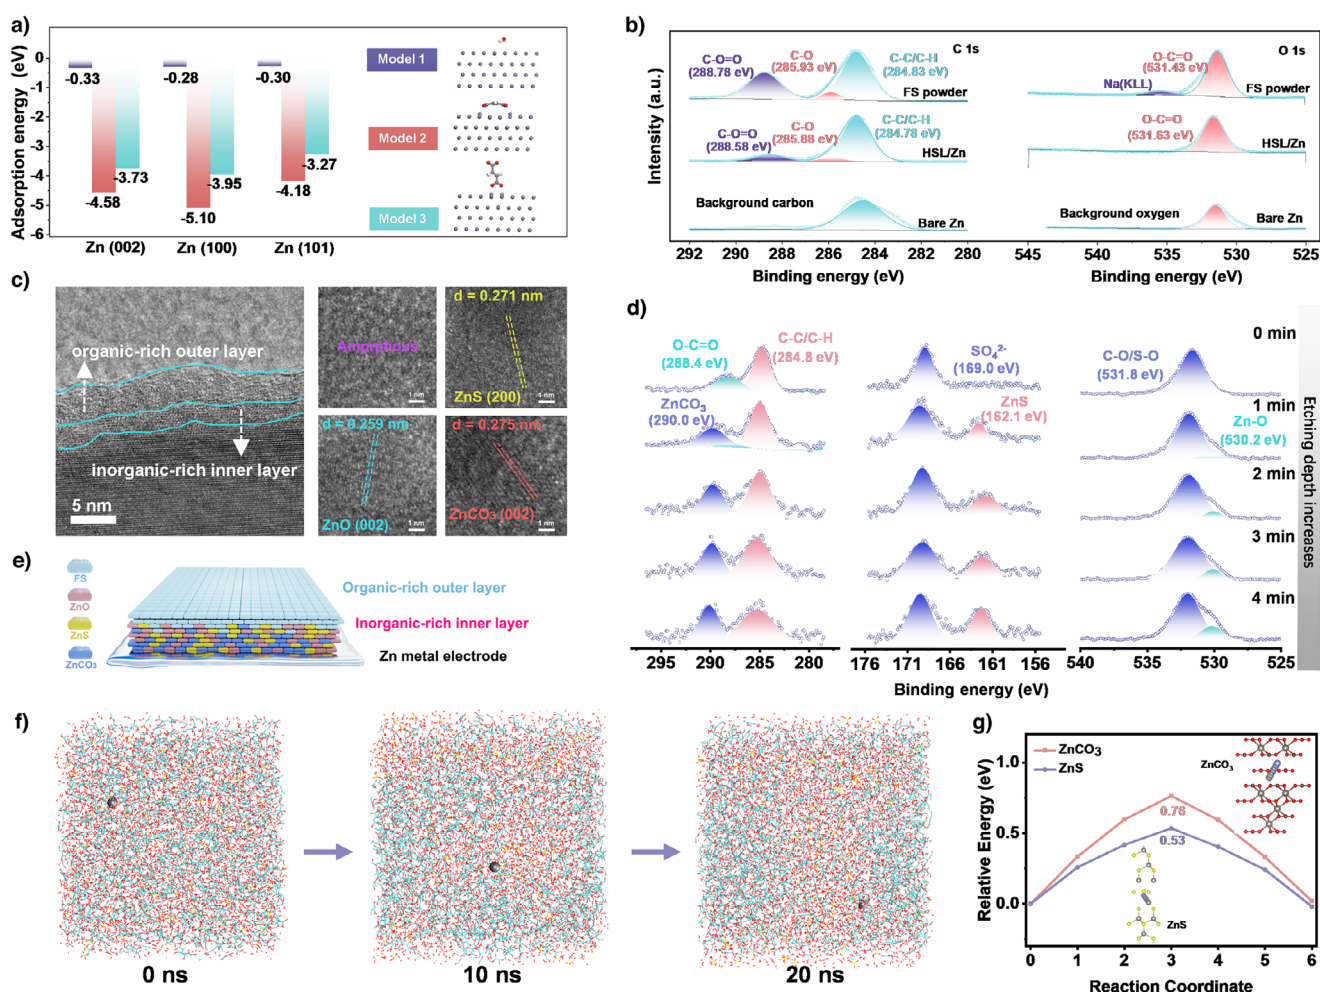 a)
Adsorption energy (eV)
0
-1
-2
-3
-4
-5
-6
-0.33
-4.58
-3.73
-0.28
-5.10
-3.95
-0.30
-4.18
-3.27
Zn (002)
Zn (100)
Zn (101)
Model 1
Model 2
Model 3
b)
Intensity (a.u.)
C 1s
C-O=O
(288.78 eV)
C-O
(285.93 eV)
C-C/C-H
(284.83 eV)
FS powder
C-O=O
(288.58 eV)
C-O
(285.88 eV)
C-C/C-H
(284.78 eV)
HSL/Zn
Background carbon
Bare Zn
292
290
288
286
284
282
280
Binding energy (eV)
O 1s
O-C=O
(531.43 eV)
Na(KLL)
FS powder
O-C=O
(531.63 eV)
HSL/Zn
Background oxygen
Bare Zn
545
540
535
530
525
Binding energy (eV)
c)
organic-rich outer layer
inorganic-rich inner layer
5 nm
Ampretious
1 nm
d = 0.271 nm
ZnS (200)
1 nm
d = 0.259 nm
ZnO (002)
1 nm
d = 0.275 nm
ZnCO₃ (002)
1 nm
d)
O-C=O
(288.4 eV)
C-C/C-H
(284.8 eV)
ZnCO₃
(290.0 eV)
SO₄²⁻
(169.0 eV)
ZnS
(162.1 eV)
C-O/S-O
(531.8 eV)
Zn-O
(530.2 eV)
0 min
1 min
2 min
3 min
4 min
Etching depth increases
295
290
285
280
176
171
166
161
156
540
535
530
525
Binding energy (eV)
e)
FS
ZnO
ZnS
ZnCO₃
Organic-rich outer layer
Inorganic-rich inner layer
Zn metal electrode
f)
0 ns
10 ns
20 ns
g)
Relative Energy (eV)
1.0
0.5
0.0
ZnCO₃
ZnS
ZnCO₃
0.76
0.53
ZnS
0
1
2
3
4
5
6
Reaction Coordinate